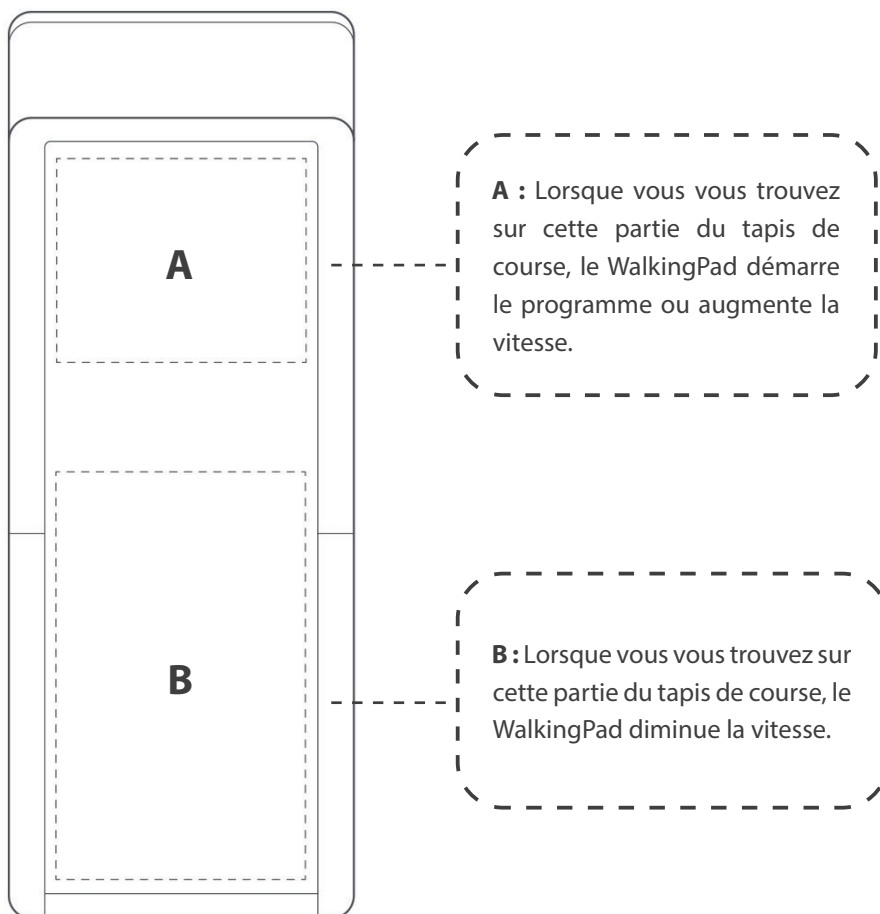 A
A : Lorsque vous vous trouvez
sur cette partie du tapis de
course, le WalkingPad démarre
le programme ou augmente la
vitesse.
B
B : Lorsque vous vous trouvez sur
cette partie du tapis de course, le
WalkingPad diminue la vitesse.